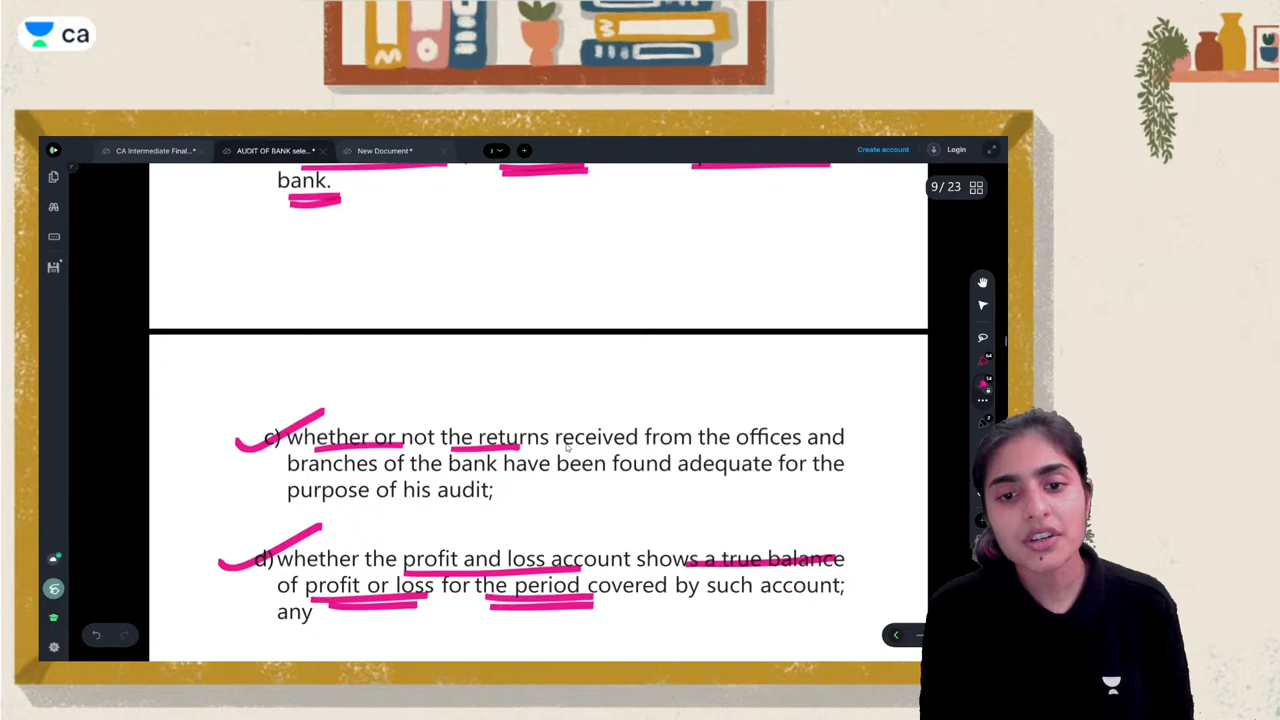 ca
CA Intermediate Final...*
AUDIT OF BANK sele...*
New Document*
Create account
Login
bank.
9/ 23
c) whether or not the returns received from the offices and
branches of the bank have been found adequate for the
purpose of his audit;
d) whether the profit and loss account shows a true balance
of profit or loss for the period covered by such account;
any